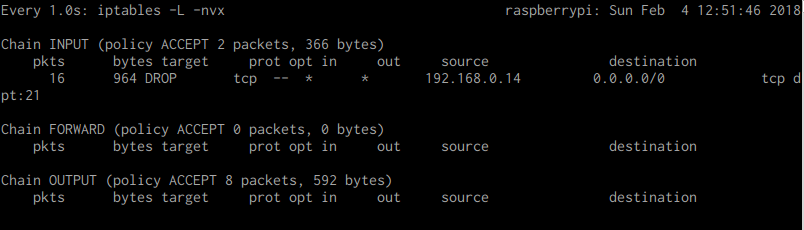 Every 1.0s: iptables -L -nvx raspberrypi: Sun Feb 4 12:51:46 2018
Chain INPUT (policy ACCEPT 2 packets, 366 bytes)
pkts bytes target prot opt in out source destination
16 964 DROP tcp -- * * 192.168.0.14 0.0.0.0/0 tcp d
pt:21
Chain FORWARD (policy ACCEPT 0 packets, 0 bytes)
pkts bytes target prot opt in out source destination
Chain OUTPUT (policy ACCEPT 8 packets, 592 bytes)
pkts bytes target prot opt in out source destination